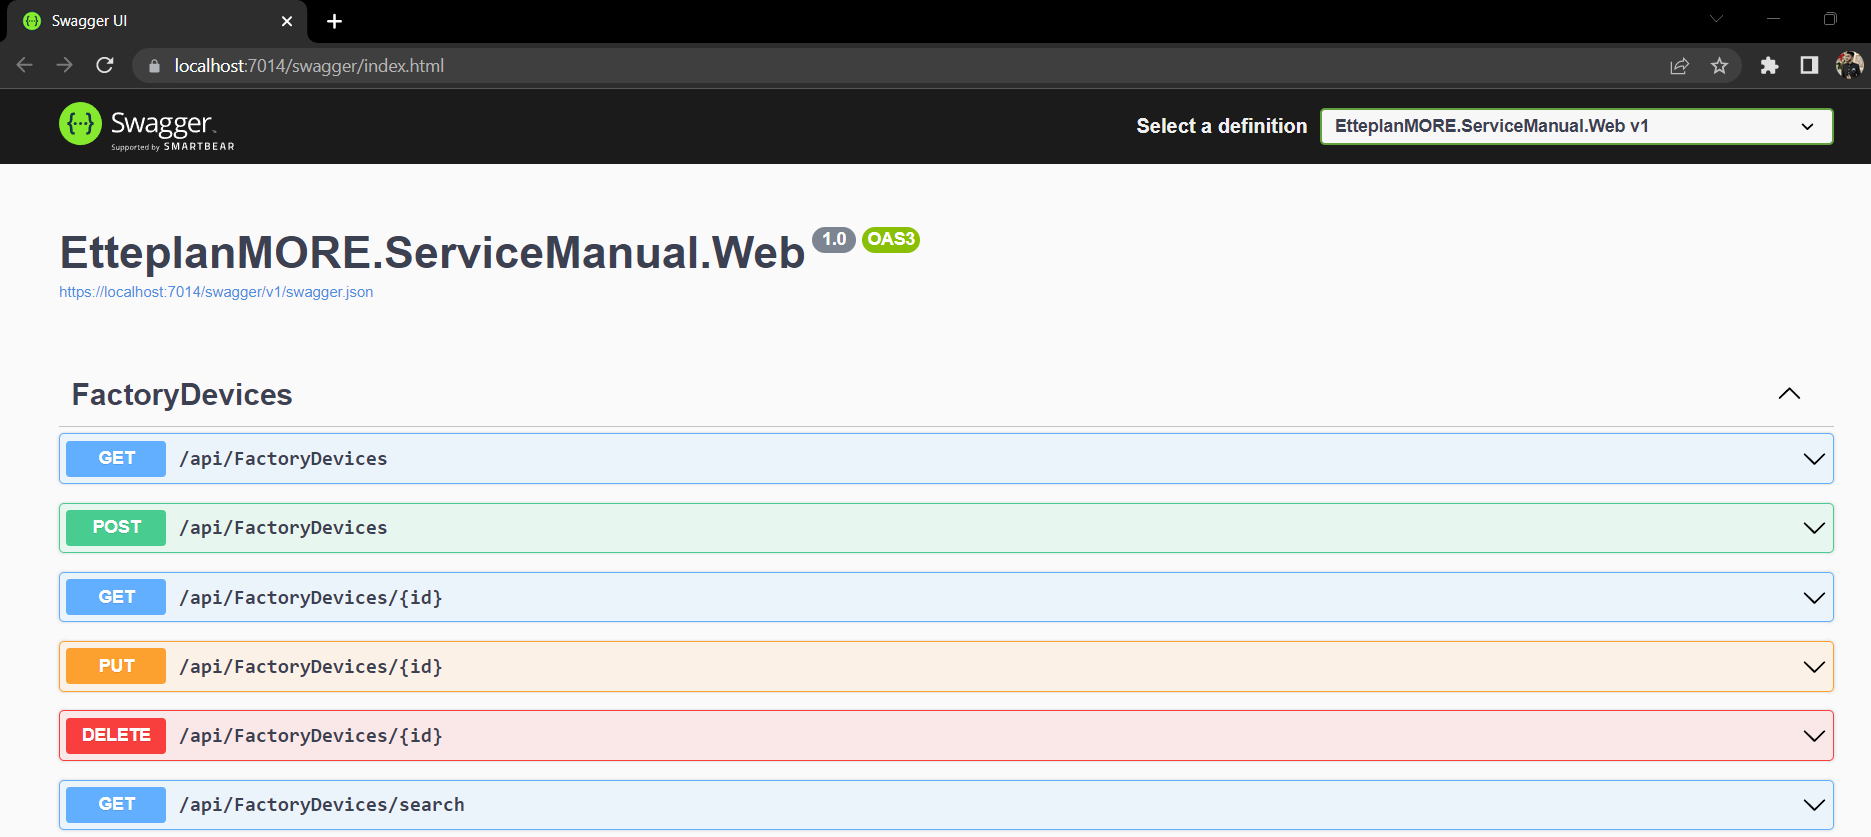 Swagger UI
localhost:7014/swagger/index.html
{···} Swagger™
Supported by SMARTBEAR
Select a definition
EtteplanMORE.ServiceManual.Web v1
EtteplanMORE.ServiceManual.Web 1.0 OAS3
https://localhost:7014/swagger/v1/swagger.json
FactoryDevices
GET /api/FactoryDevices
POST /api/FactoryDevices
GET /api/FactoryDevices/{id}
PUT /api/FactoryDevices/{id}
DELETE /api/FactoryDevices/{id}
GET /api/FactoryDevices/search